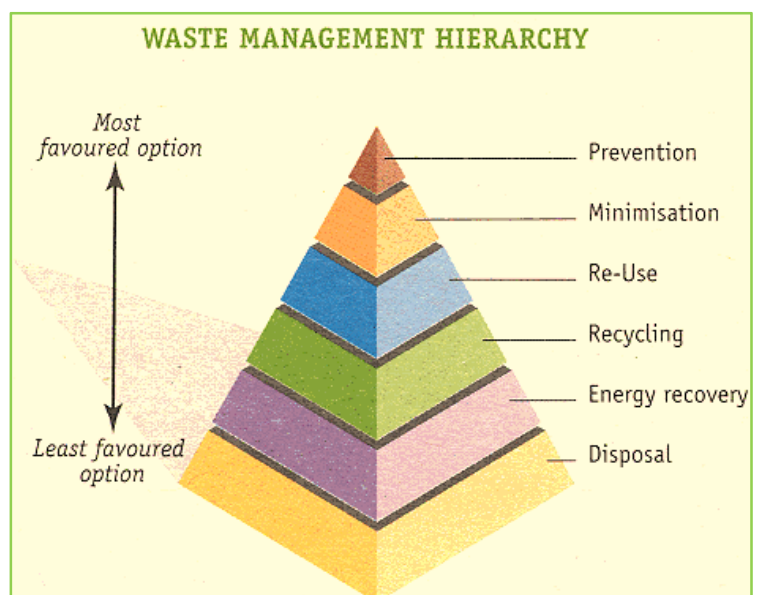 WASTE MANAGEMENT HIERARCHY
Most
favoured option
Prevention
Minimisation
Re-Use
Recycling
Energy recovery
Least favoured
option
Disposal